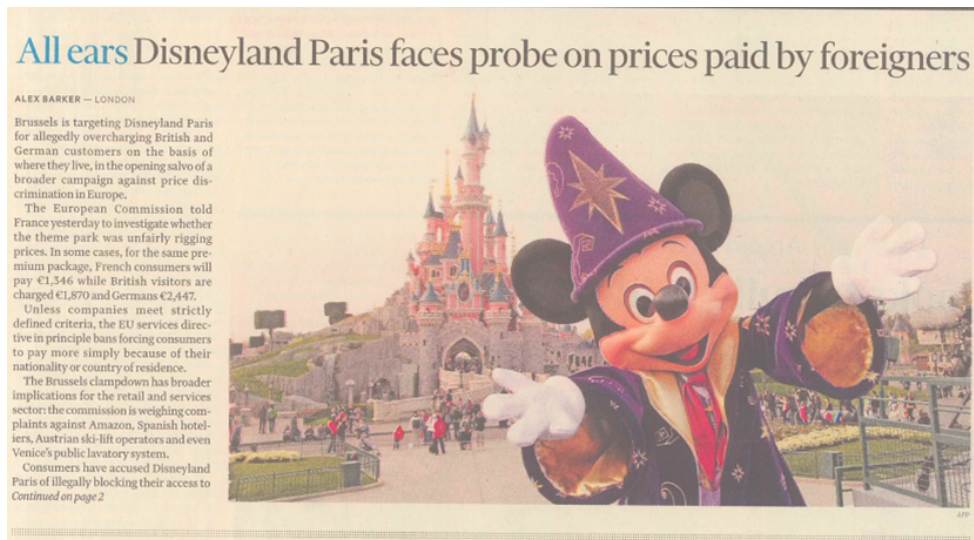 All ears Disneyland Paris faces probe on prices paid by foreigners
ALEX BARKER — LONDON
Brussels is targeting Disneyland Paris
for allegedly overcharging British and
German customers on the basis of
where they live, in the opening salvo of a
broader campaign against price dis-
crimination in Europe.
The European Commission told
France yesterday to investigate whether
the theme park was unfairly rigging
prices. In some cases, for the same pre-
mium package, French consumers will
pay €1,346 while British visitors are
charged €1,870 and Germans €2,447.
Unless companies meet strictly
defined criteria, the EU services direc-
tive in principle bans forcing consumers
to pay more simply because of their
nationality or country of residence.
The Brussels clampdown has broader
implications for the retail and services
sector: the commission is weighing com-
plaints against Amazon, Spanish hotel-
iers, Austrian ski-lift operators and even
Venice's public lavatory system.
Consumers have accused Disneyland
Paris of illegally blocking their access to
Continued on page 2
AFP